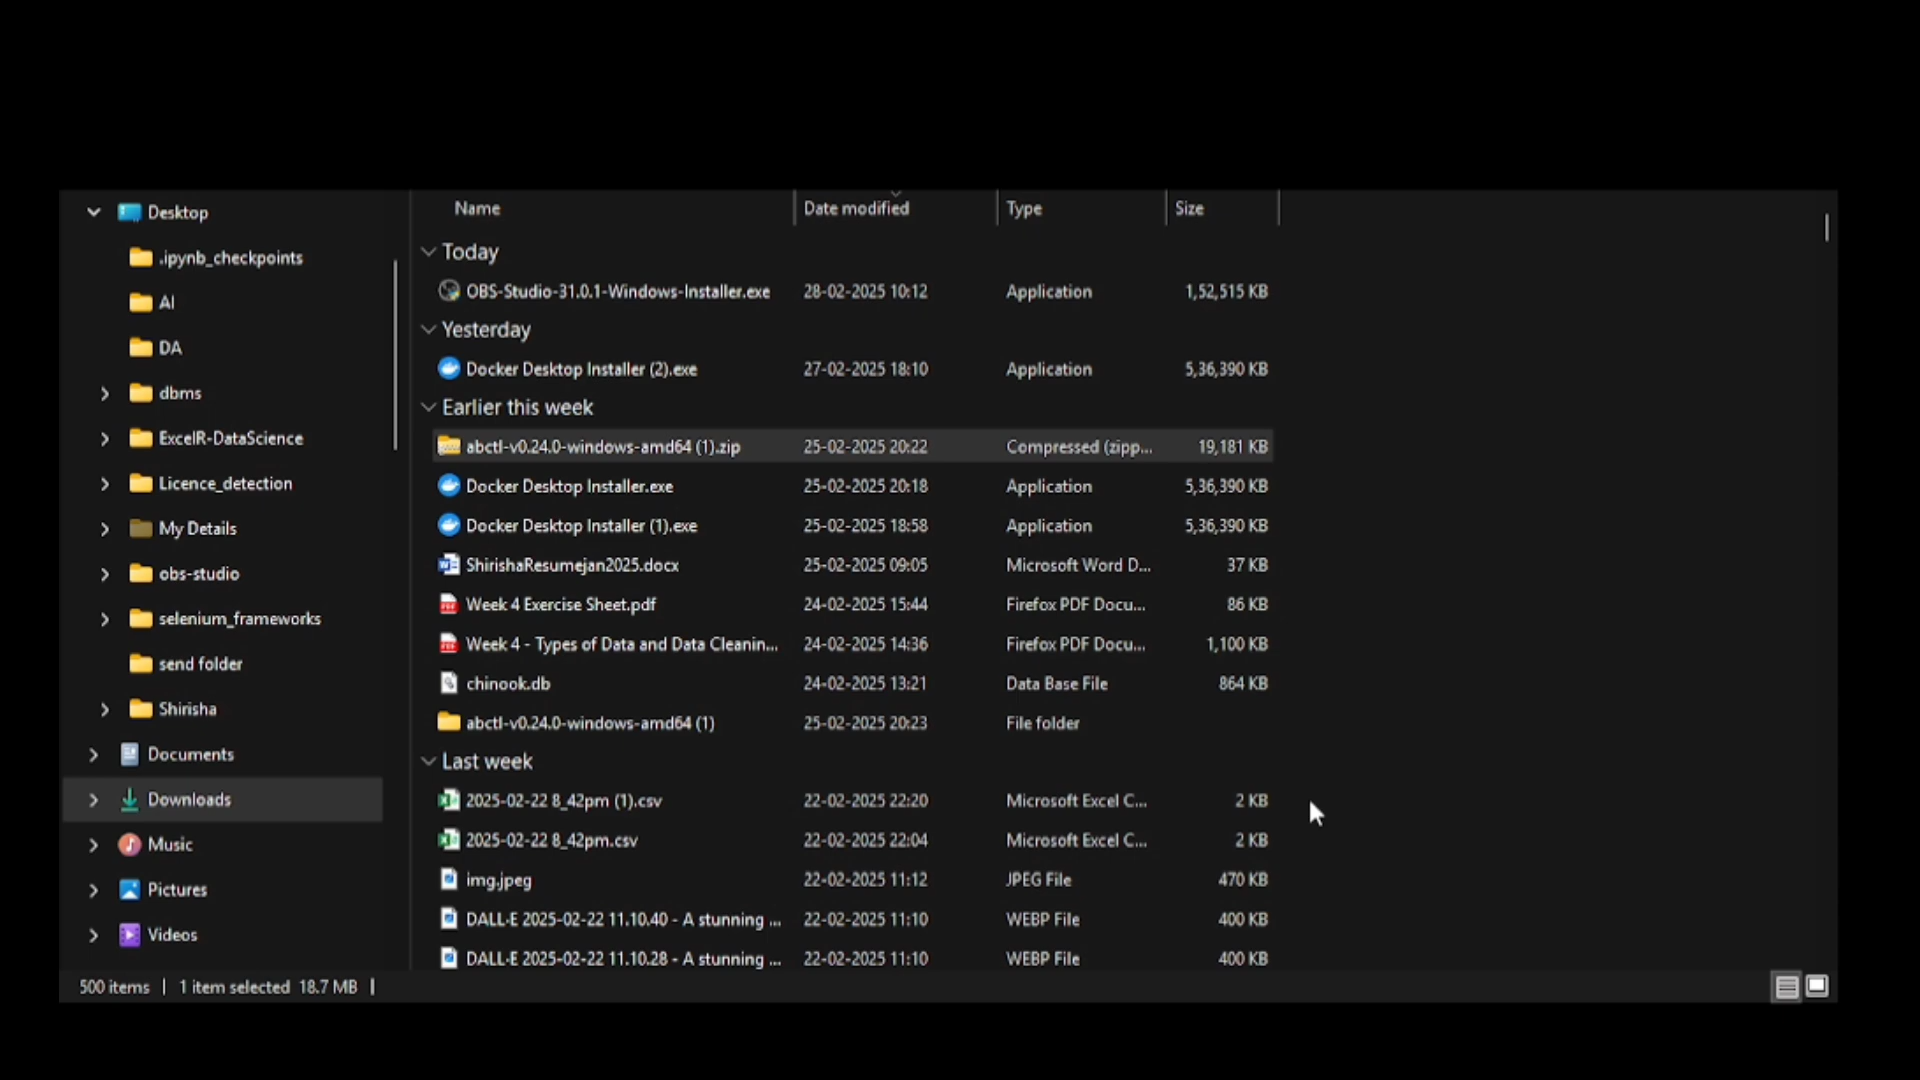 Desktop
.ipynb_checkpoints
AI
DA
dbms
ExcelR-DataScience
Licence_detection
My Details
obs-studio
selenium_frameworks
send folder
Shirisha
Documents
Downloads
Music
Pictures
Videos
Name Date modified Type Size
Today
OBS-Studio-31.0.1-Windows-Installer.exe 28-02-2025 10:12 Application 1,52,515 KB
Yesterday
Docker Desktop Installer (2).exe 27-02-2025 18:10 Application 5,36,390 KB
Earlier this week
abctl-v0.24.0-windows-amd64 (1).zip 25-02-2025 20:22 Compressed (zipp... 19,181 KB
Docker Desktop Installer.exe 25-02-2025 20:18 Application 5,36,390 KB
Docker Desktop Installer (1).exe 25-02-2025 18:58 Application 5,36,390 KB
ShirishaResumejan2025.docx 25-02-2025 09:05 Microsoft Word D... 37 KB
Week 4 Exercise Sheet.pdf 24-02-2025 15:44 Firefox PDF Docu... 86 KB
Week 4 - Types of Data and Data Cleanin... 24-02-2025 14:36 Firefox PDF Docu... 1,100 KB
chinook.db 24-02-2025 13:21 Data Base File 864 KB
abctl-v0.24.0-windows-amd64 (1) 25-02-2025 20:23 File folder
Last week
2025-02-22 8_42pm (1).csv 22-02-2025 22:20 Microsoft Excel C... 2 KB
2025-02-22 8_42pm.csv 22-02-2025 22:04 Microsoft Excel C... 2 KB
img.jpeg 22-02-2025 11:12 JPEG File 470 KB
DALL·E 2025-02-22 11.10.40 - A stunning ... 22-02-2025 11:10 WEBP File 400 KB
DALL·E 2025-02-22 11.10.28 - A stunning ... 22-02-2025 11:10 WEBP File 400 KB
500 items | 1 item selected 18.7 MB |